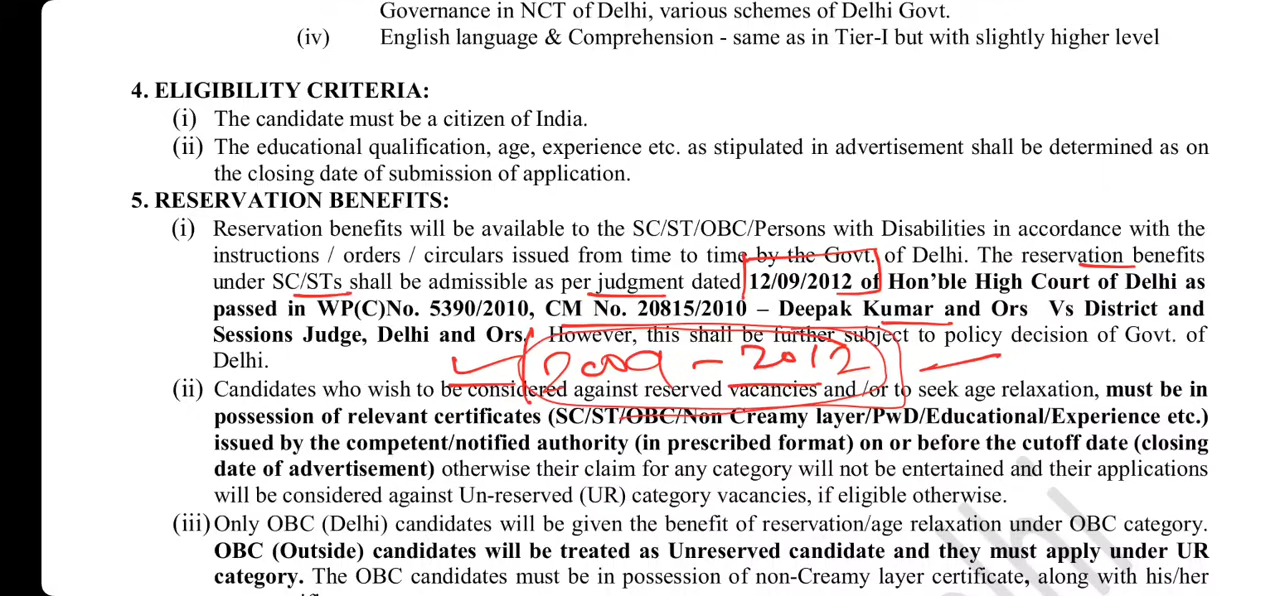 Governance in NCT of Delhi, various schemes of Delhi Govt.
(iv) English language & Comprehension - same as in Tier-I but with slightly higher level
4. ELIGIBILITY CRITERIA:
(i) The candidate must be a citizen of India.
(ii) The educational qualification, age, experience etc. as stipulated in advertisement shall be determined as on
the closing date of submission of application.
5. RESERVATION BENEFITS:
(i) Reservation benefits will be available to the SC/ST/OBC/Persons with Disabilities in accordance with the
instructions / orders / circulars issued from time to time by the Govt. of Delhi. The reservation benefits
under SC/STs shall be admissible as per judgment dated 12/09/2012 of Hon'ble High Court of Delhi as
passed in WP(C)No. 5390/2010, CM No. 20815/2010 – Deepak Kumar and Ors Vs District and
Sessions Judge, Delhi and Ors. However, this shall be further subject to policy decision of Govt. of
Delhi.
2009 - 2012
(ii) Candidates who wish to be considered against reserved vacancies and /or to seek age relaxation, must be in
possession of relevant certificates (SC/ST/OBC/Non Creamy layer/PwD/Educational/Experience etc.)
issued by the competent/notified authority (in prescribed format) on or before the cutoff date (closing
date of advertisement) otherwise their claim for any category will not be entertained and their applications
will be considered against Un-reserved (UR) category vacancies, if eligible otherwise.
(iii) Only OBC (Delhi) candidates will be given the benefit of reservation/age relaxation under OBC category.
OBC (Outside) candidates will be treated as Unreserved candidate and they must apply under UR
category. The OBC candidates must be in possession of non-Creamy layer certificate, along with his/her